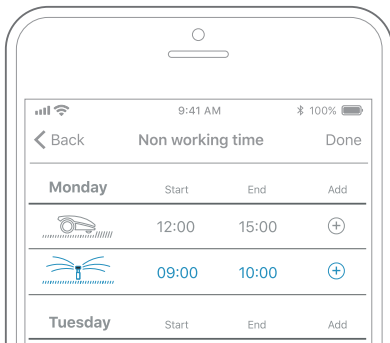 9:41 AM 100%
Back Non working time Done
Monday Start End Add
12:00 15:00
09:00 10:00
Tuesday Start End Add